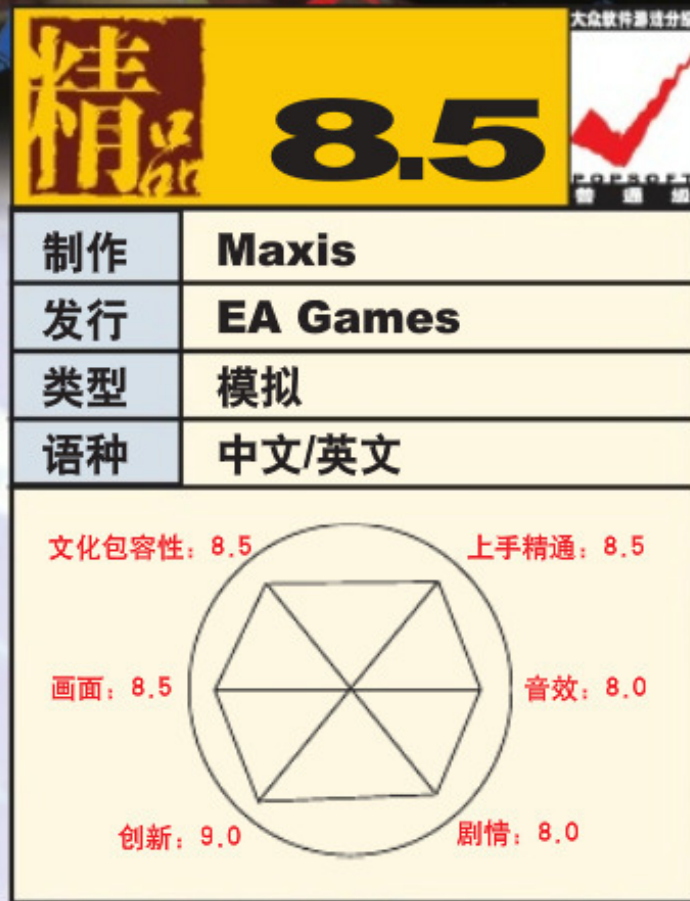 大众软件游戏分级
精品
8.5
POPSOFT
普通级
制作 Maxis
发行 EA Games
类型 模拟
语种 中文/英文
文化包容性：8.5 上手精通：8.5
画面：8.5 音效：8.0
创新：9.0 剧情：8.0